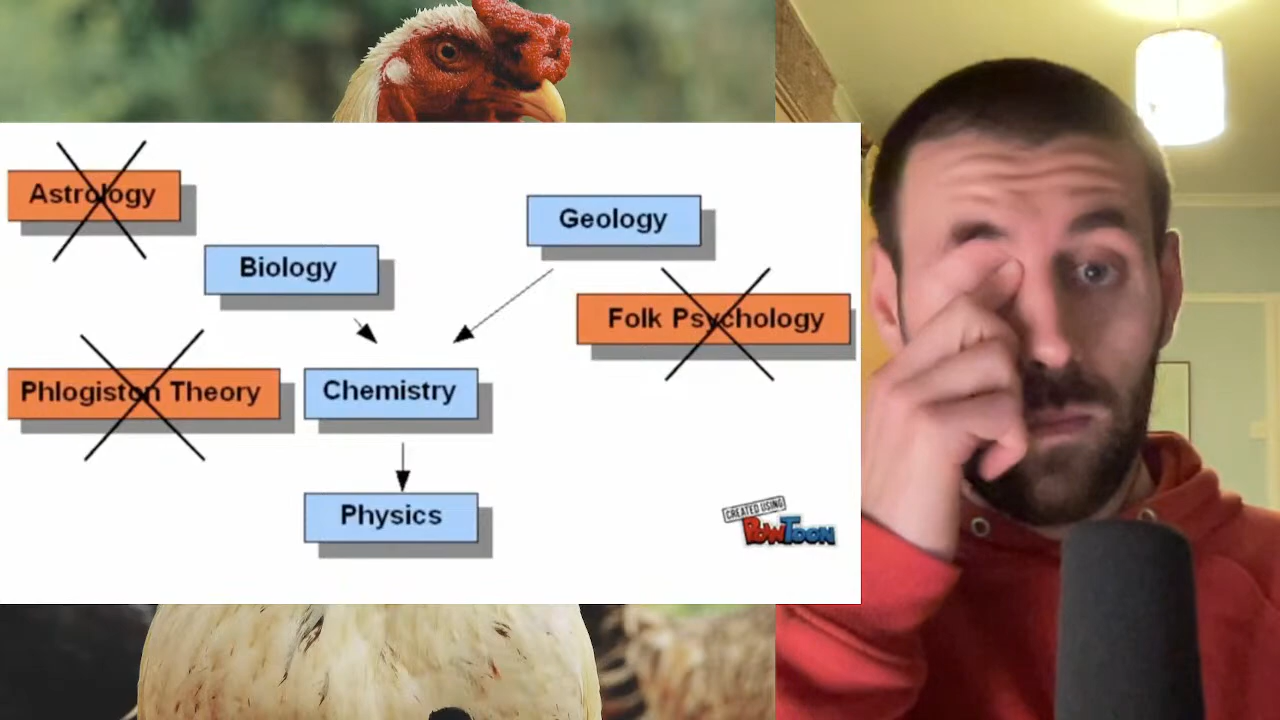 Astrology
Geology
Biology
Folk Psychology
Phlogiston Theory
Chemistry
Physics
CREATED USING
POWTOON